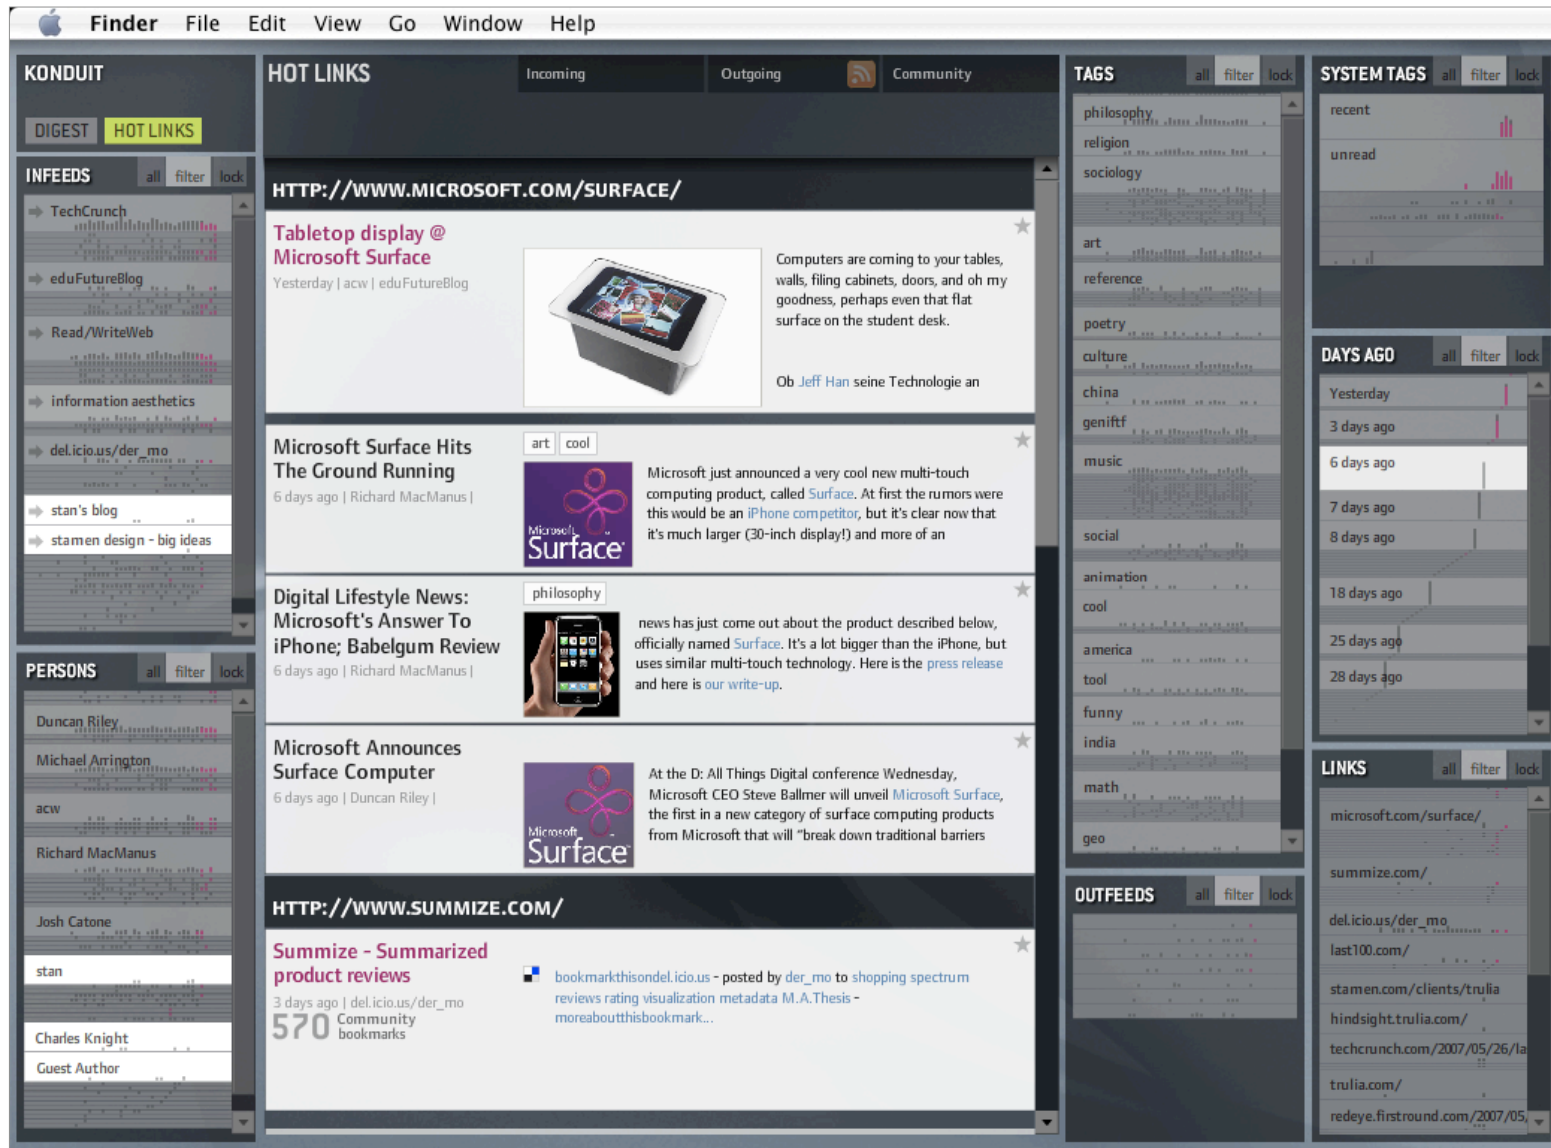 Finder File Edit View Go Window Help
KONDUIT
DIGEST HOT LINKS
INFEEDS all filter lock
TechCrunch
eduFutureBlog
Read/WriteWeb
information aesthetics
del.icio.us/der_mo
stan's blog
stamen design - big ideas
PERSONS all filter lock
Duncan Riley
Michael Arrington
acw
Richard MacManus
Josh Catone
stan
Charles Knight
Guest Author
HOT LINKS Incoming Outgoing Community
HTTP://WWW.MICROSOFT.COM/SURFACE/
Tabletop display @
Microsoft Surface
Yesterday | acw | eduFutureBlog
Computers are coming to your tables,
walls, filing cabinets, doors, and oh my
goodness, perhaps even that flat
surface on the student desk.
Ob Jeff Han seine Technologie an
Microsoft Surface Hits
The Ground Running
6 days ago | Richard MacManus |
art cool
Microsoft
Surface
Microsoft just announced a very cool new multi-touch
computing product, called Surface. At first the rumors were
this would be an iPhone competitor, but it's clear now that
it's much larger (30-inch display!) and more of an
Digital Lifestyle News:
Microsoft's Answer To
iPhone; Babelgum Review
6 days ago | Richard MacManus |
philosophy
news has just come out about the product described below,
officially named Surface. It's a lot bigger than the iPhone, but
uses similar multi-touch technology. Here is the press release
and here is our write-up.
Microsoft Announces
Surface Computer
6 days ago | Duncan Riley |
Microsoft
Surface
At the D: All Things Digital conference Wednesday,
Microsoft CEO Steve Ballmer will unveil Microsoft Surface,
the first in a new category of surface computing products
from Microsoft that will "break down traditional barriers
HTTP://WWW.SUMMIZE.COM/
Summize - Summarized
product reviews
3 days ago | del.icio.us/der_mo
570 Community
bookmarks
bookmarkthisondel.icio.us - posted by der_mo to shopping spectrum
reviews rating visualization metadata M.A.Thesis -
moreaboutthisbookmark...
TAGS all filter lock
philosophy
religion
sociology
art
reference
poetry
culture
china
geniftf
music
social
animation
cool
america
tool
funny
india
math
geo
OUTFEEDS all filter lock
SYSTEM TAGS all filter lock
recent
unread
DAYS AGO all filter lock
Yesterday
3 days ago
6 days ago
7 days ago
8 days ago
18 days ago
25 days ago
28 days ago
LINKS all filter lock
microsoft.com/surface/
summize.com/
del.icio.us/der_mo
last100.com/
stamen.com/clients/trulia
hindsight.trulia.com/
techcrunch.com/2007/05/26/la
trulia.com/
redeye.firstround.com/2007/05,